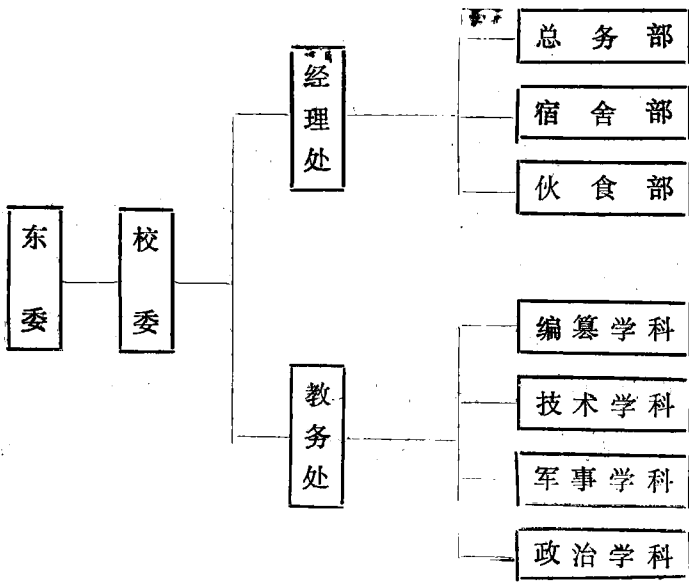 东委
校委
经理处
总务部
宿舍部
伙食部
教务处
编篡学科
技术学科
军事学科
政治学科